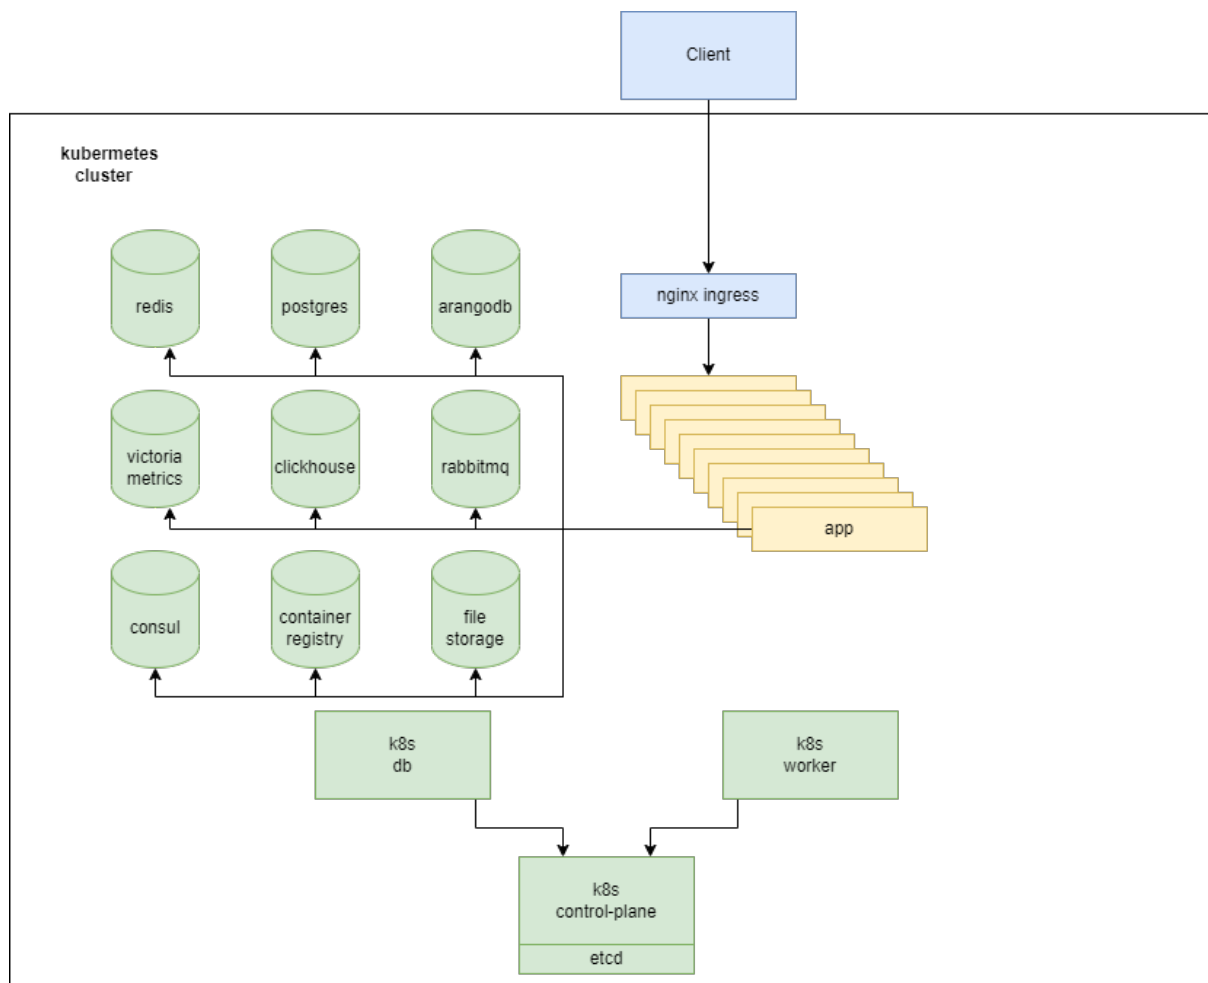 Client
kubernetes
cluster
redis
postgres
arangodb
nginx ingress
victoria
metrics
clickhouse
rabbitmq
app
consul
container
registry
file
storage
k8s
db
k8s
worker
k8s
control-plane
etcd